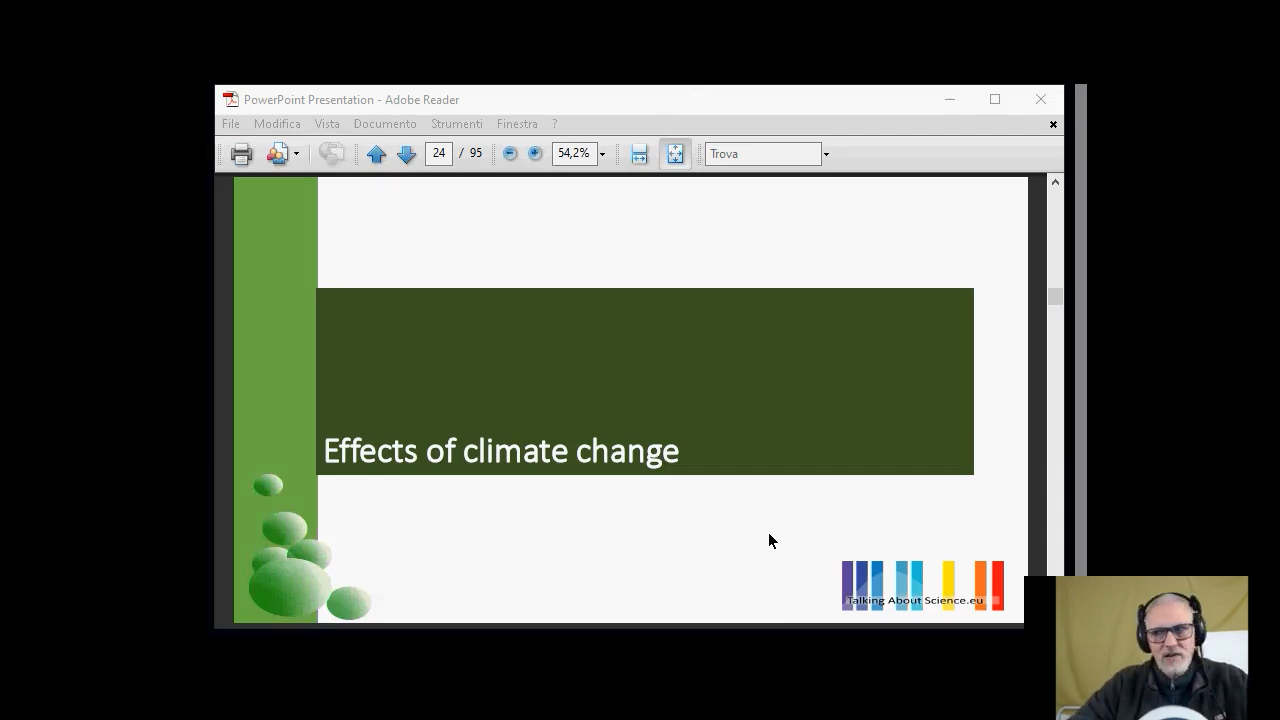 PowerPoint Presentation - Adobe Reader
File Modifica Vista Documento Strumenti Finestra ?
24 / 95 54,2% Trova
Effects of climate change
Talking About Science.eu